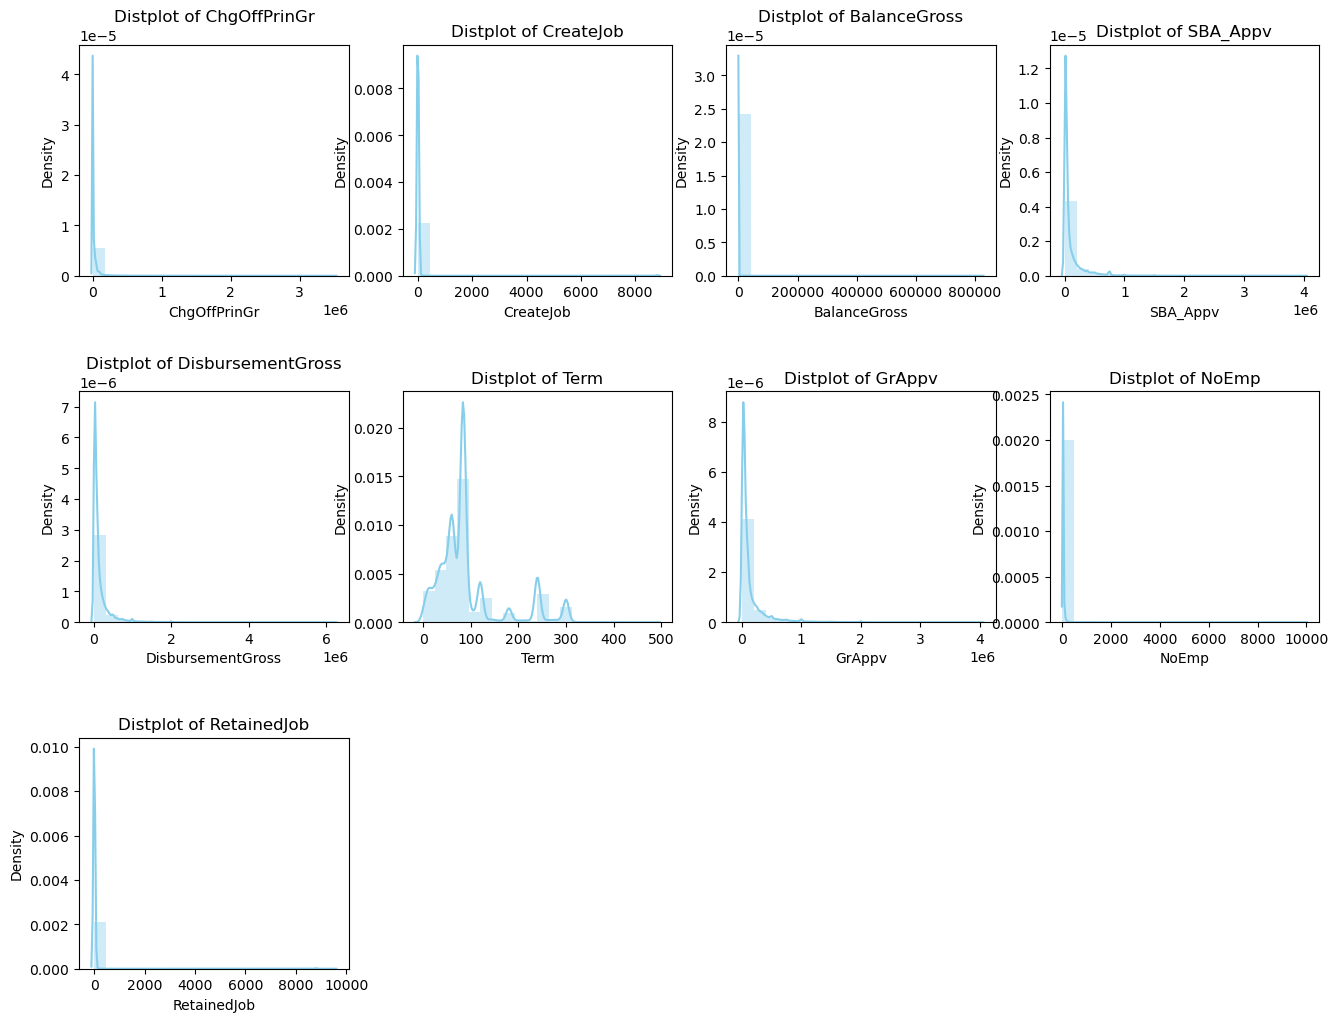 Distplot of ChgOffPrinGr
1e−5
4
3
2
1
0
Density
0 1 2 3
1e6
ChgOffPrinGr
Distplot of CreateJob
0.008
0.006
0.004
0.002
0.000
Density
0 2000 4000 6000 8000
CreateJob
Distplot of BalanceGross
1e−5
3.0
2.5
2.0
1.5
1.0
0.5
0.0
Density
0 200000 400000 600000 800000
BalanceGross
Distplot of SBA_Appv
1e−5
1.2
1.0
0.8
0.6
0.4
0.2
0.0
Density
0 1 2 3 4
1e6
SBA_Appv
Distplot of DisbursementGross
1e−6
7
6
5
4
3
2
1
0
Density
0 2 4 6
1e6
DisbursementGross
Distplot of Term
0.020
0.015
0.010
0.005
0.000
Density
0 100 200 300 400 500
Term
Distplot of GrAppv
1e−6
8
6
4
2
0
Density
0 1 2 3 4
1e6
GrAppv
Distplot of NoEmp
0.0025
0.0020
0.0015
0.0010
0.0005
0.0000
Density
0 2000 4000 6000 8000 10000
NoEmp
Distplot of RetainedJob
0.010
0.008
0.006
0.004
0.002
0.000
Density
0 2000 4000 6000 8000 10000
RetainedJob